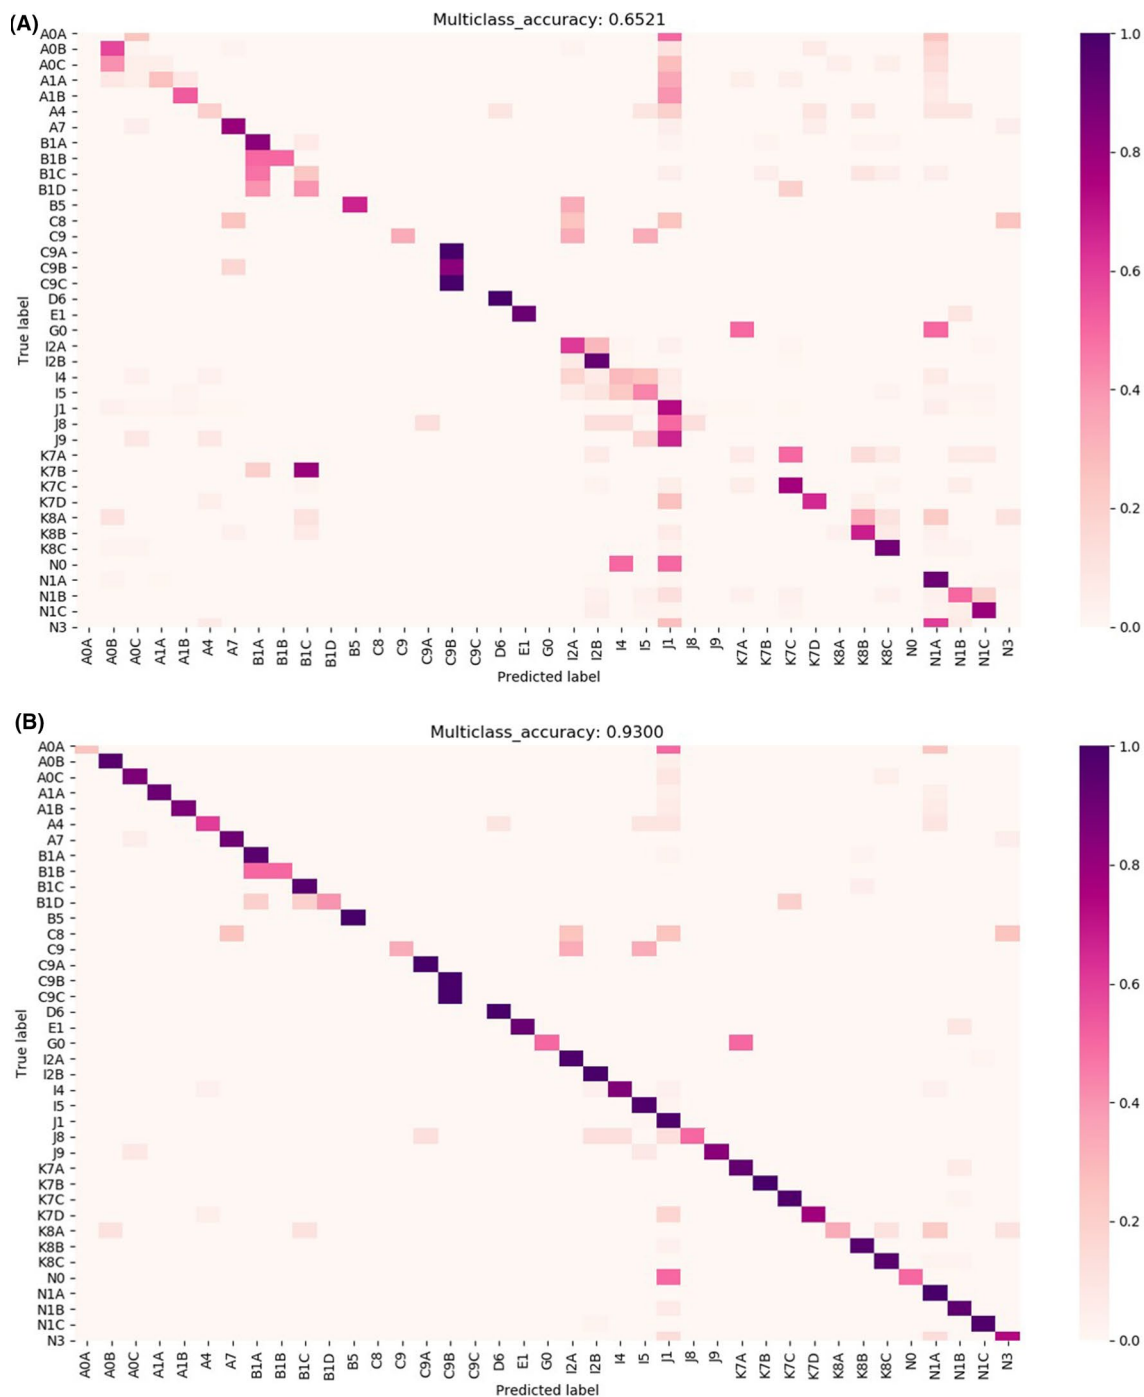 (A)
Multiclass_accuracy: 0.6521
A0A
A0B
A0C
A1A
A1B
A4
A7
B1A
B1B
B1C
B1D
B5
C8
C9
C9A
C9B
C9C
D6
E1
G0
I2A
I2B
I4
I5
J1
J8
J9
K7A
K7B
K7C
K7D
K8A
K8B
K8C
N0
N1A
N1B
N1C
N3
True label
A0A A0B A0C A1A A1B A4 A7 B1A B1B B1C B1D B5 C8 C9 C9A C9B C9C D6 E1 G0 I2A I2B I4 I5 J1 J8 J9 K7A K7B K7C K7D K8A K8B K8C N0 N1A N1B N1C N3
Predicted label
1.0
0.8
0.6
0.4
0.2
0.0
(B)
Multiclass_accuracy: 0.9300
A0A
A0B
A0C
A1A
A1B
A4
A7
B1A
B1B
B1C
B1D
B5
C8
C9
C9A
C9B
C9C
D6
E1
G0
I2A
I2B
I4
I5
J1
J8
J9
K7A
K7B
K7C
K7D
K8A
K8B
K8C
N0
N1A
N1B
N1C
N3
True label
A0A A0B A0C A1A A1B A4 A7 B1A B1B B1C B1D B5 C8 C9 C9A C9B C9C D6 E1 G0 I2A I2B I4 I5 J1 J8 J9 K7A K7B K7C K7D K8A K8B K8C N0 N1A N1B N1C N3
Predicted label
1.0
0.8
0.6
0.4
0.2
0.0